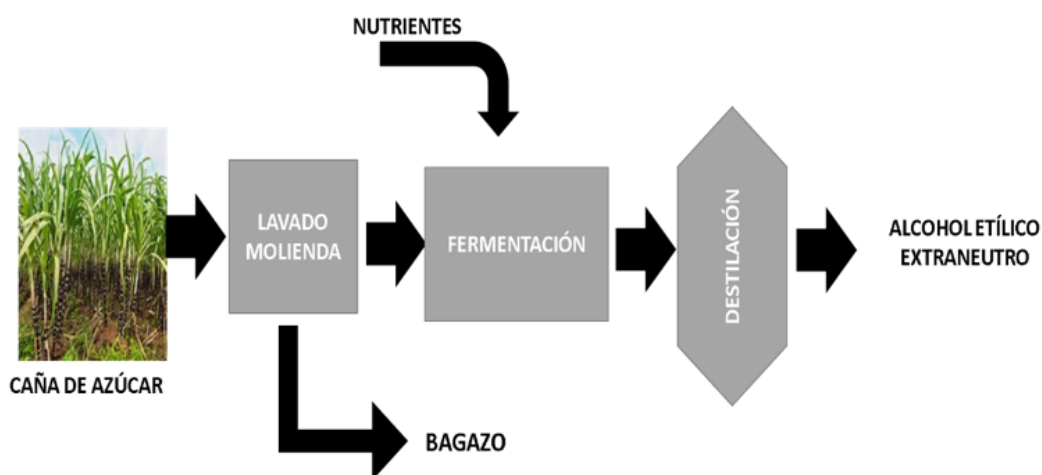 NUTRIENTES
CAÑA DE AZÚCAR
LAVADO
MOLIENDA
BAGAZO
FERMENTACIÓN
DESTILACIÓN
ALCOHOL ETÍLICO
EXTRANEUTRO